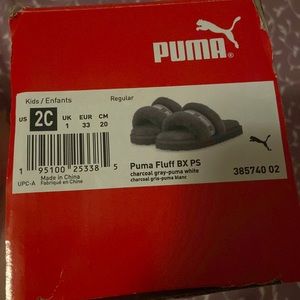 PUMA
Kids / Enfants
Regular
US 2C UK 1 EUR 33 CM 20
1 95100 25338 5
UPC-A
Made in China
Fabriqué en Chine
Puma Fluff BX PS
charcoal gray-puma white
charcoal gris-puma blanc
385740 02